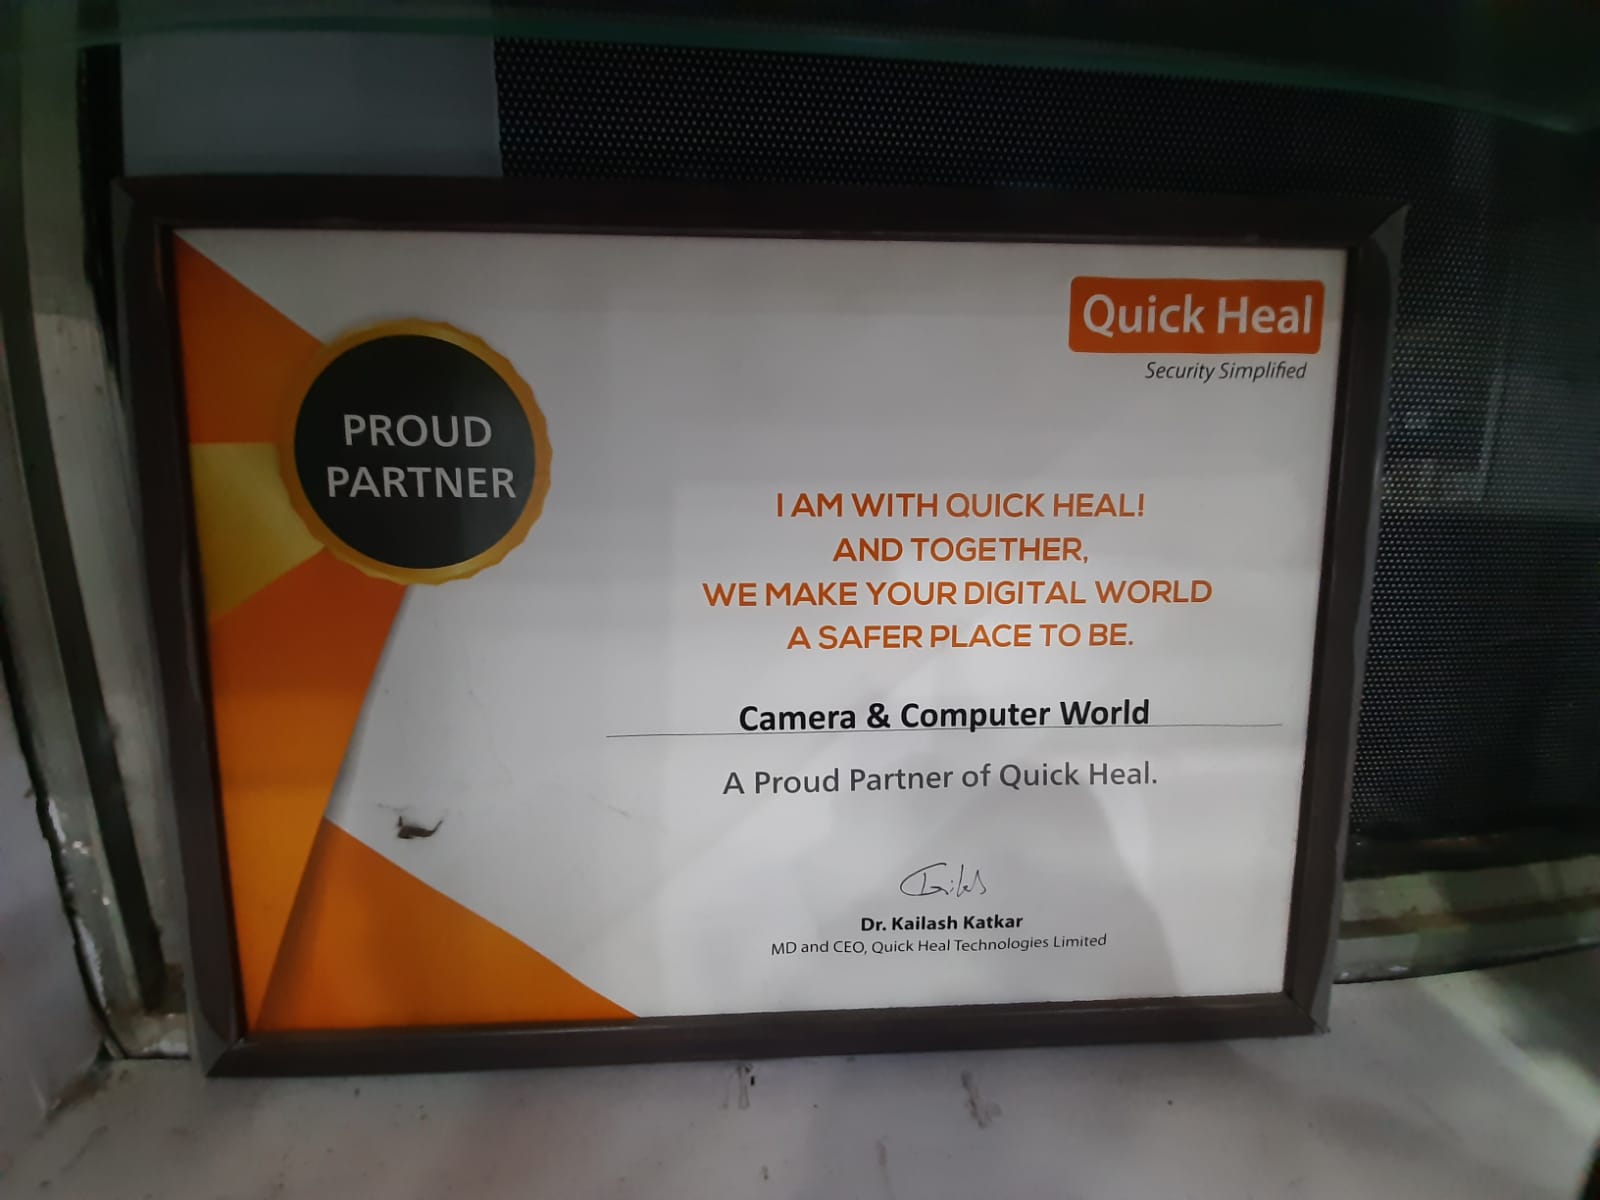 Quick Heal
Security Simplified
PROUD
PARTNER
I AM WITH QUICK HEAL!
AND TOGETHER,
WE MAKE YOUR DIGITAL WORLD
A SAFER PLACE TO BE.
Camera & Computer World
A Proud Partner of Quick Heal.
Dr. Kailash Katkar
MD and CEO, Quick Heal Technologies Limited